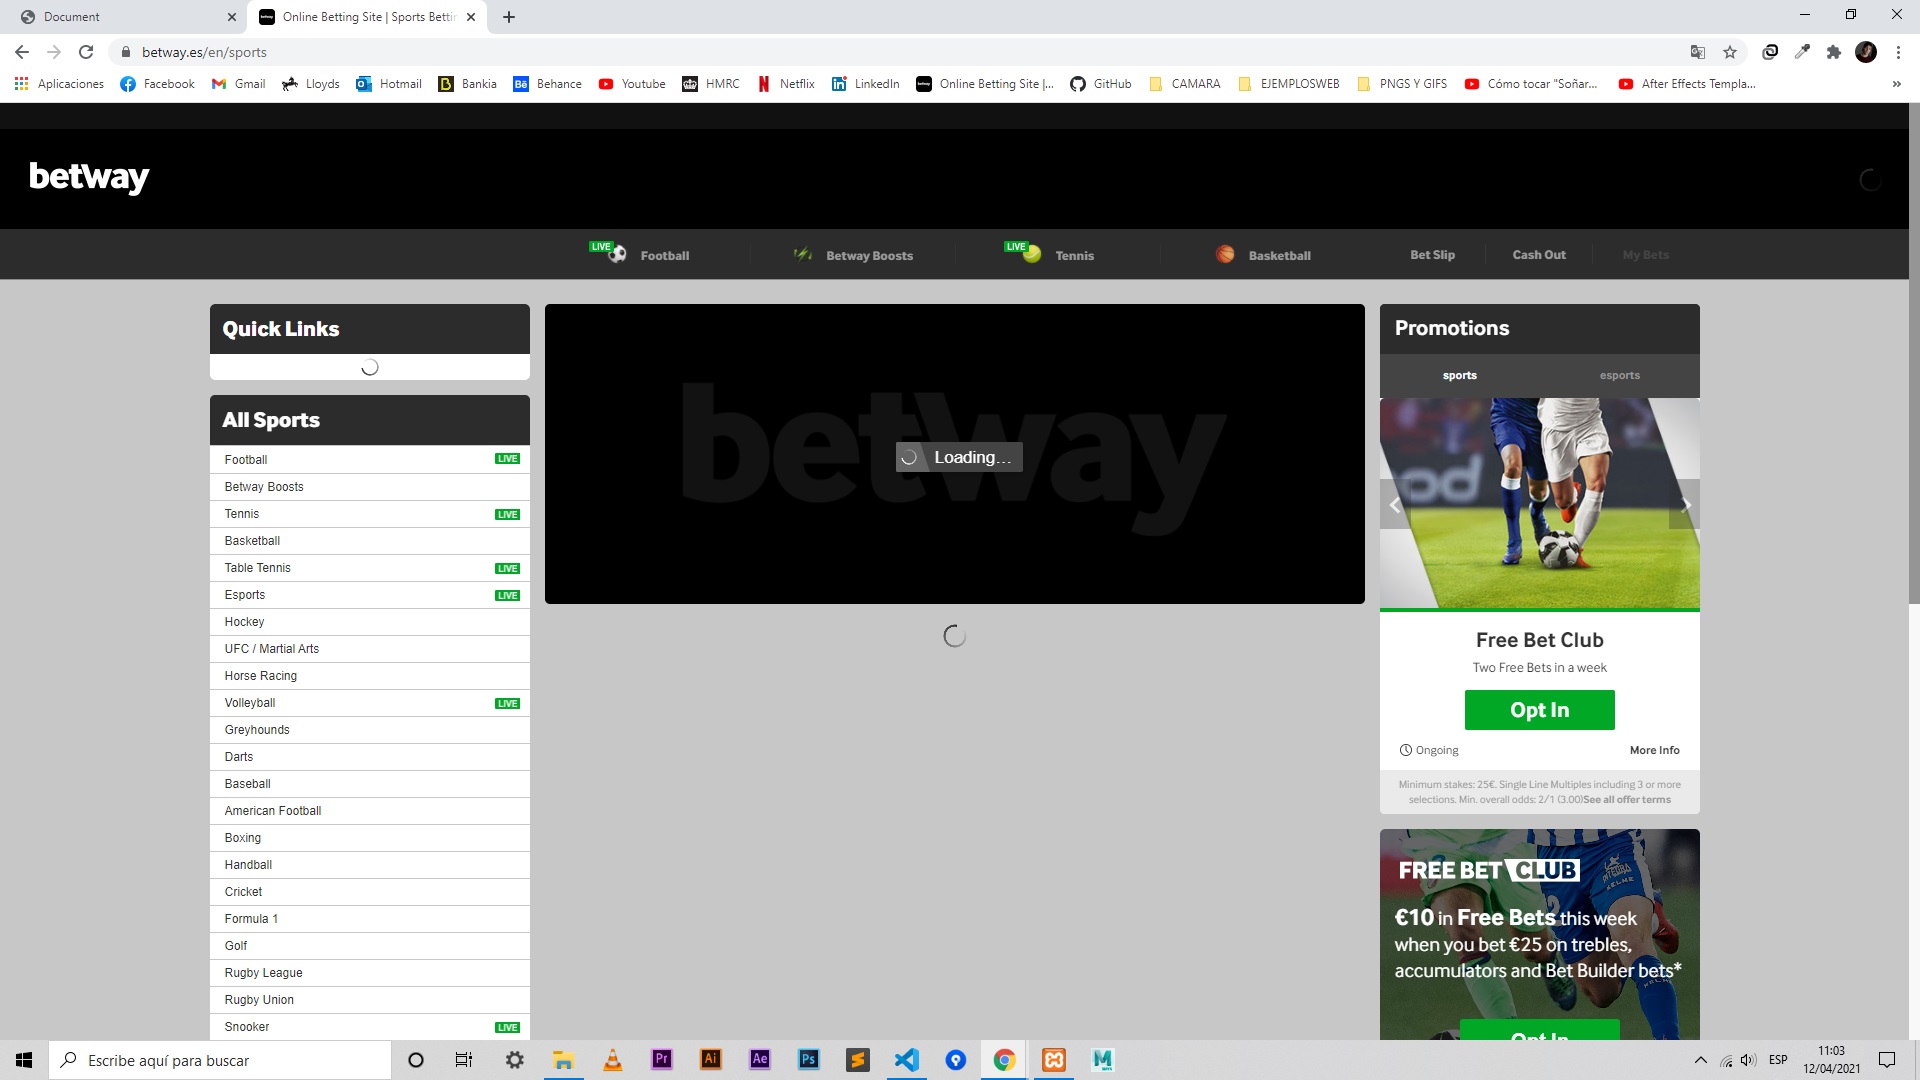 Document
Online Betting Site | Sports Bettin
betway.es/en/sports
Aplicaciones
Facebook
Gmail
Lloyds
Hotmail
Bankia
Behance
Youtube
HMRC
Netflix
LinkedIn
Online Betting Site |...
GitHub
CAMARA
EJEMPLOSWEB
PNGS Y GIFS
Cómo tocar "Soñar...
After Effects Templa...
betway
LIVE
Football
Betway Boosts
LIVE
Tennis
Basketball
Bet Slip
Cash Out
My Bets
Quick Links
All Sports
Football LIVE
Betway Boosts
Tennis LIVE
Basketball
Table Tennis LIVE
Esports LIVE
Hockey
UFC / Martial Arts
Horse Racing
Volleyball LIVE
Greyhounds
Darts
Baseball
American Football
Boxing
Handball
Cricket
Formula 1
Golf
Rugby League
Rugby Union
Snooker LIVE
betway
Loading...
Promotions
sports esports
Free Bet Club
Two Free Bets in a week
Opt In
Ongoing More Info
Minimum stakes: 25€. Single Line Multiples including 3 or more
selections. Min. overall odds: 2/1 (3.00)See all offer terms
FREE BET CLUB
€10 in Free Bets this week
when you bet €25 on trebles,
accumulators and Bet Builder bets*
Opt In
Escribe aquí para buscar
Pr
Ai
Ae
Ps
ESP
11:03
12/04/2021